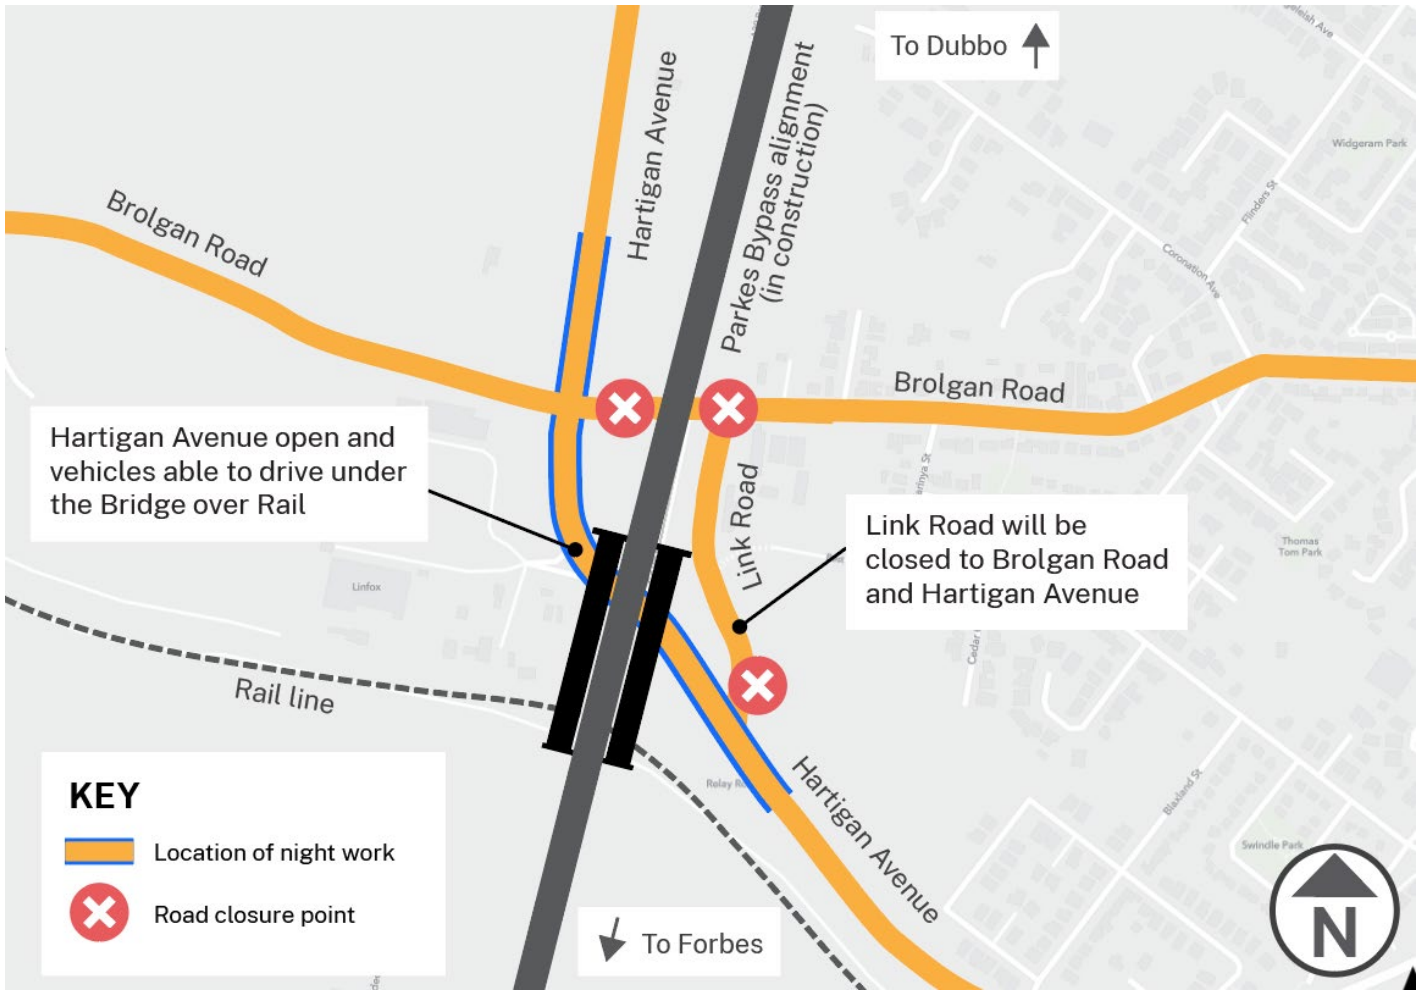 To Dubbo
Hartigan Avenue
Parkes Bypass alignment
(in construction)
Widgeram Park
Flinders St
Coronation Ave
Brolgan Road
Brolgan Road
Hartigan Avenue open and
vehicles able to drive under
the Bridge over Rail
Link Road
Link Road will be
closed to Brolgan Road
and Hartigan Avenue
Thomas
Tom Park
Linfox
Cedar
Rail line
Relay
Hartigan Avenue
Blaxland St
Swindle Park
KEY
Location of night work
Road closure point
To Forbes
N